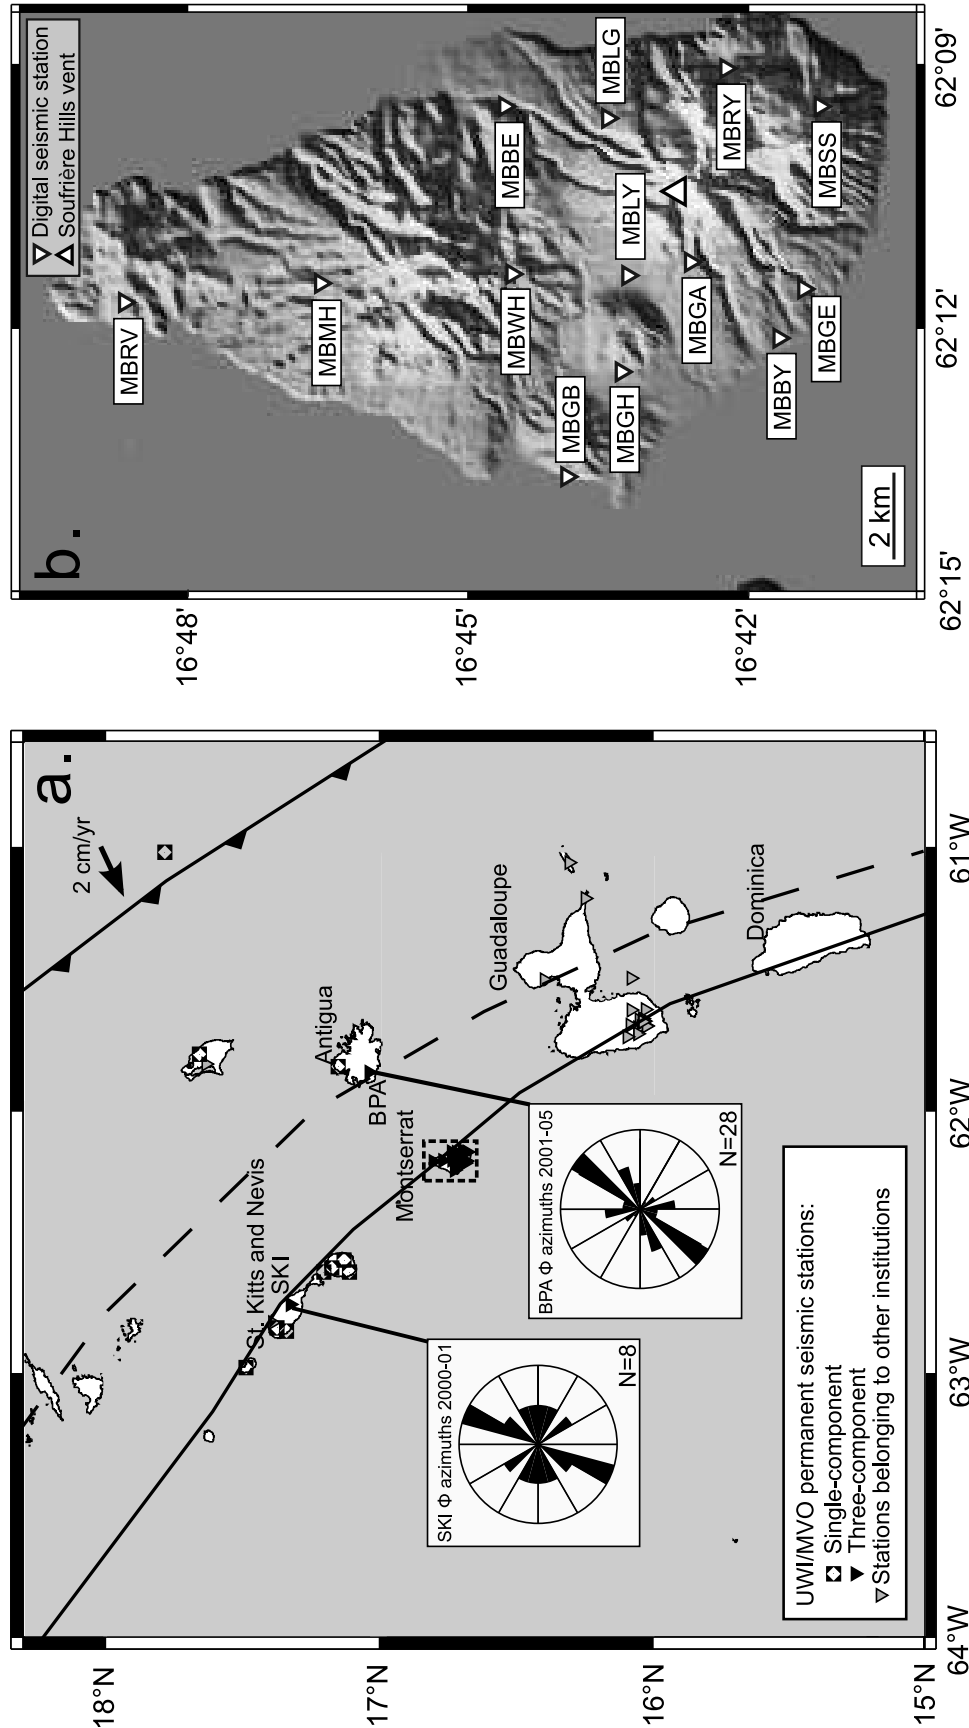 a.
2 cm/yr
St. Kitts and Nevis
SKI
Antigua
BPA
Montserrat
Guadaloupe
Dominica
SKI Φ azimuths 2000-01
N=8
BPA Φ azimuths 2001-05
N=28
UWI/MVO permanent seismic stations:
Single-component
Three-component
Stations belonging to other institutions
18°N
17°N
16°N
15°N
64°W
63°W
62°W
61°W
b.
Digital seismic station
Soufrière Hills vent
MBRV
MBMH
MBWH
MBBE
MBGB
MBGH
MBLY
MBLG
MBGA
MBRY
MBBY
MBGE
MBSS
2 km
16°48'
16°45'
16°42'
62°15'
62°12'
62°09'